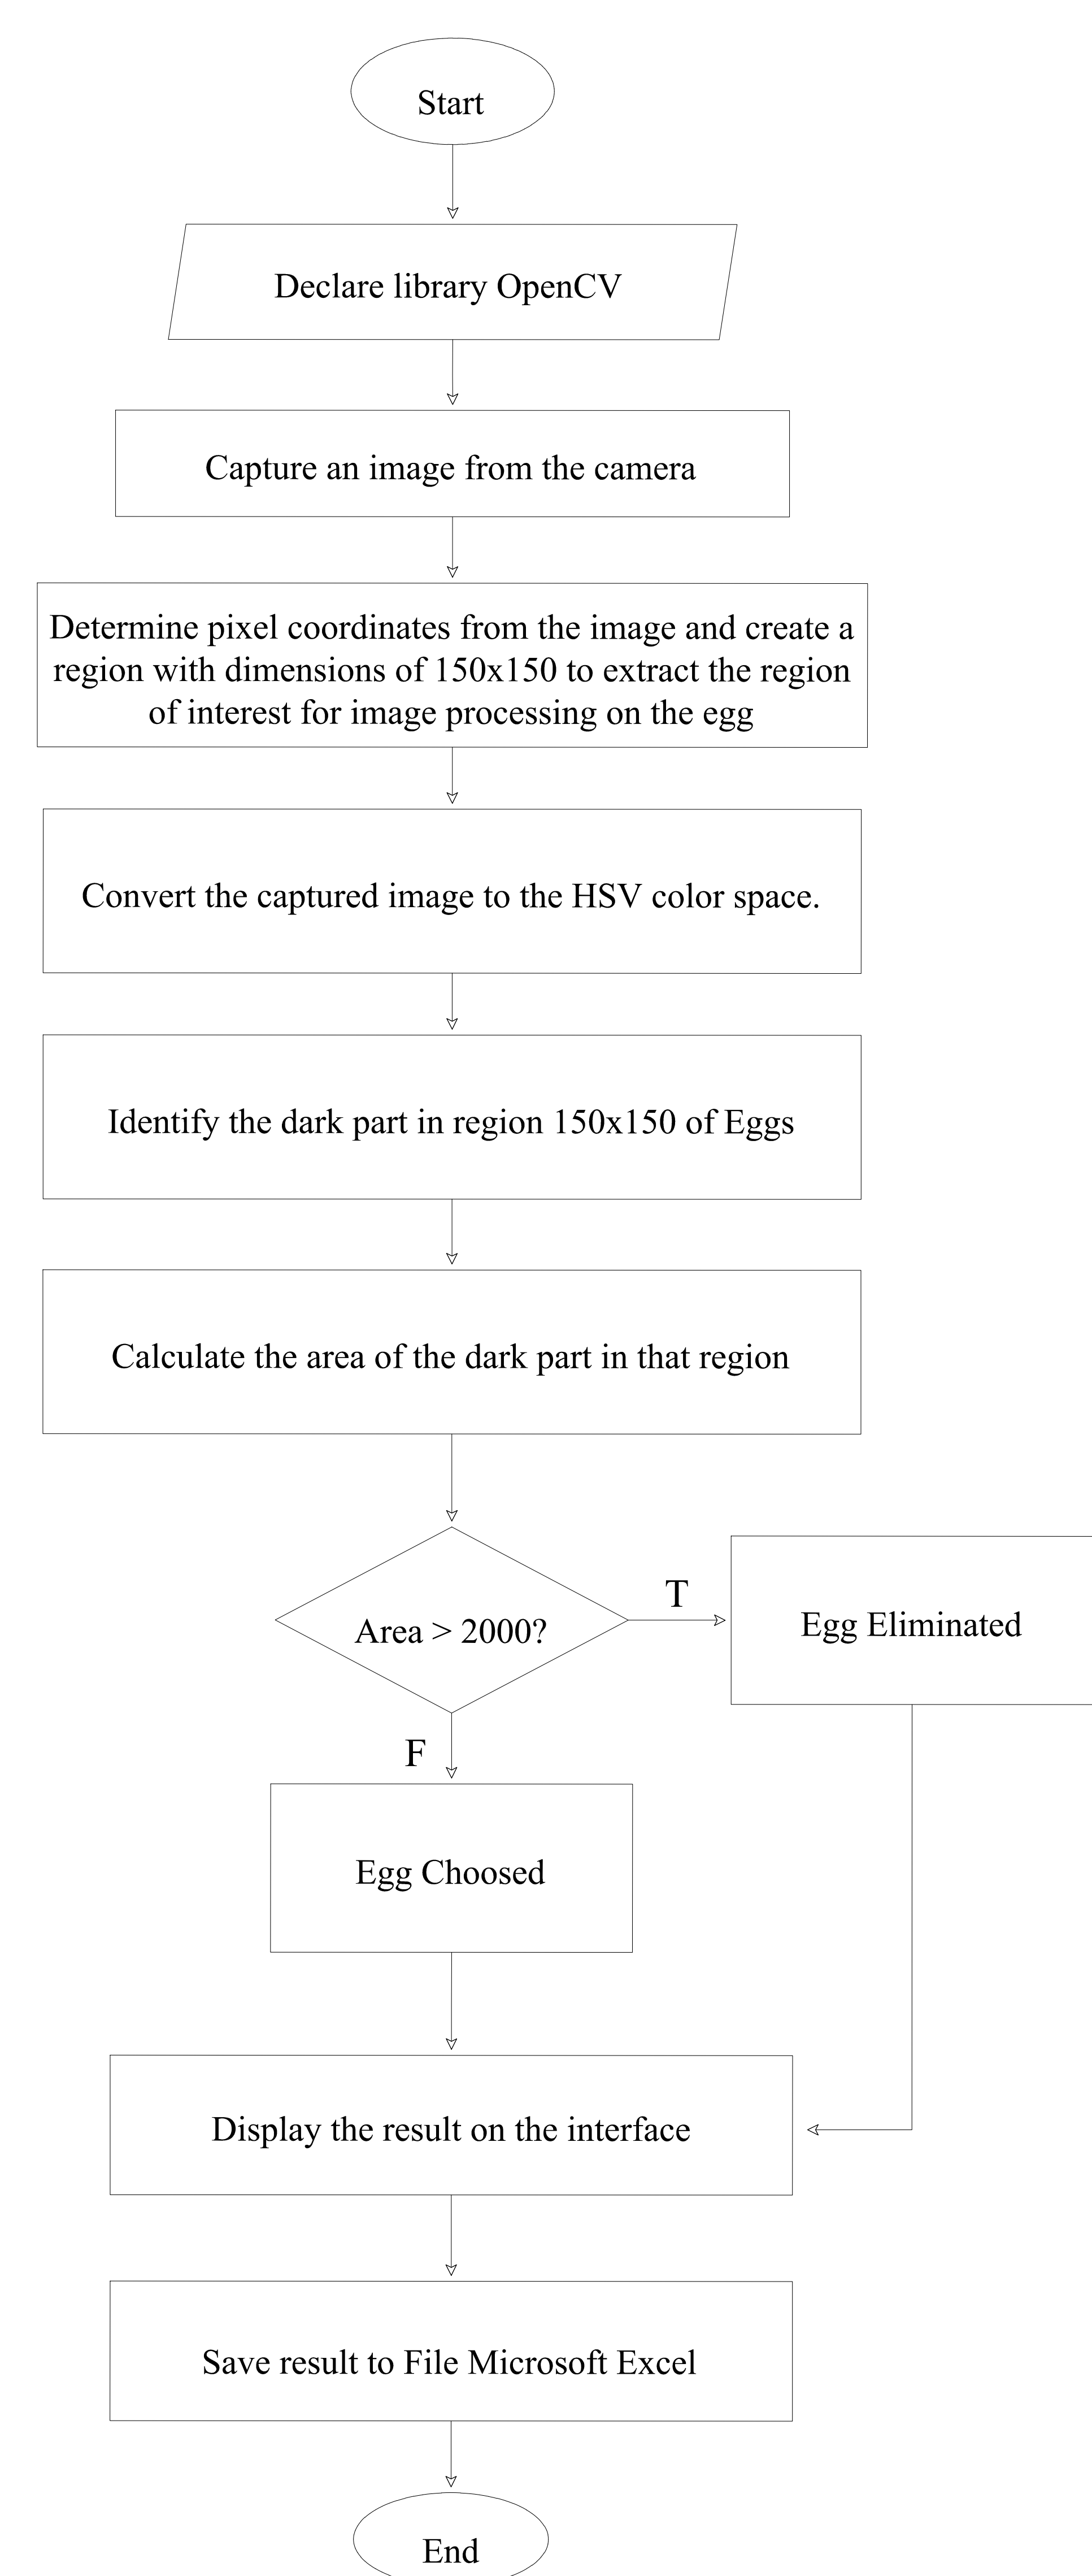 Start
Declare library OpenCV
Capture an image from the camera
Determine pixel coordinates from the image and create a
region with dimensions of 150x150 to extract the region
of interest for image processing on the egg
Convert the captured image to the HSV color space.
Identify the dark part in region 150x150 of Eggs
Calculate the area of the dark part in that region
Area > 2000?
T
Egg Eliminated
F
Egg Choosed
Display the result on the interface
Save result to File Microsoft Excel
End